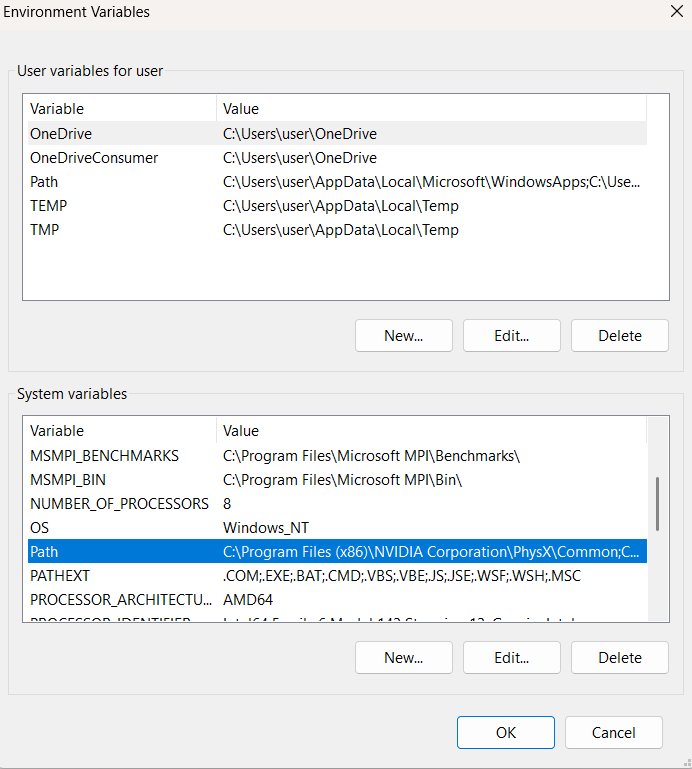 Environment Variables
User variables for user
Variable Value
OneDrive C:\Users\user\OneDrive
OneDriveConsumer C:\Users\user\OneDrive
Path C:\Users\user\AppData\Local\Microsoft\WindowsApps;C:\Use...
TEMP C:\Users\user\AppData\Local\Temp
TMP C:\Users\user\AppData\Local\Temp
New... Edit... Delete
System variables
Variable Value
MSMPI_BENCHMARKS C:\Program Files\Microsoft MPI\Benchmarks\
MSMPI_BIN C:\Program Files\Microsoft MPI\Bin\
NUMBER_OF_PROCESSORS 8
OS Windows_NT
Path C:\Program Files (x86)\NVIDIA Corporation\PhysX\Common;C...
PATHEXT .COM;.EXE;.BAT;.CMD;.VBS;.VBE;.JS;.JSE;.WSF;.WSH;.MSC
PROCESSOR_ARCHITECTU... AMD64
New... Edit... Delete
OK Cancel